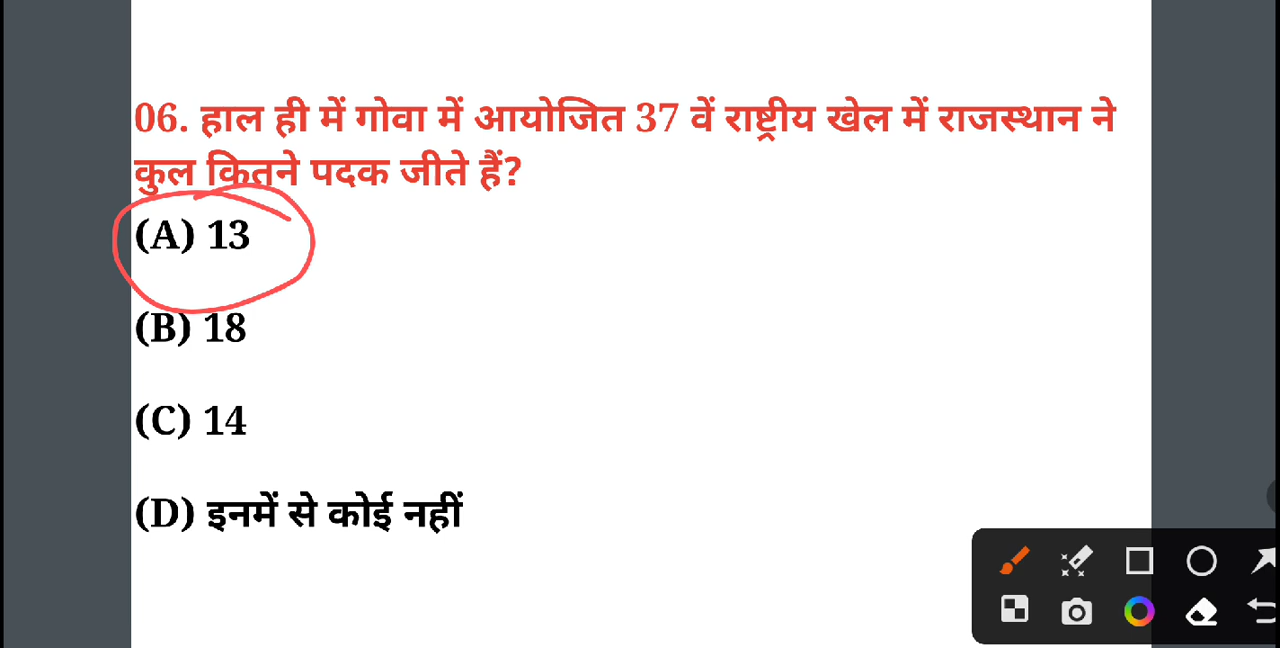 06. हाल ही में गोवा में आयोजित 37 वें राष्ट्रीय खेल में राजस्थान ने
कुल कितने पदक जीते हैं?
(A) 13
(B) 18
(C) 14
(D) इनमें से कोई नहीं